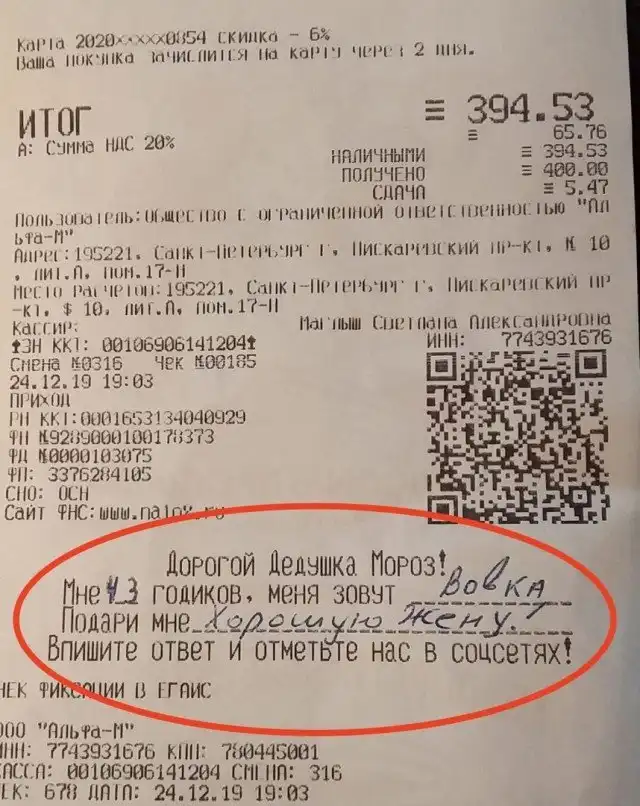 Карта 2020×××××0854 СКИДКА - 6%
Ваша покупка зачислится на карту через 2 дня.
ИТОГ ≡ 394.53
А: Сумма НДС 20% ≡ 65.76
НАЛИЧНЫМИ ≡ 394.53
ПОЛУЧЕНО ≡ 400.00
СДАЧА ≡ 5.47
Пользователь:Общество с ограниченной ответственностью "Ал
ьфа-М"
Адрес:195221, Санкт-Петербург г, Пискаревский пр-кт, № 10
, лит.А, пом.17-Н
Место расчетов:195221, Санкт-Петербург г, Пискаревский пр
-кт, $ 10, лит.А, пом.17-Н
Кассир: Маглыш Светлана Александровна
ЗН ККТ: 00106906141204 ИНН: 7743931676
Смена №0316 Чек №00185
24.12.19 19:03
ПРИХОД
РН ККТ:0001653134040929
ФН №9289000100178373
ФД №0000103075
ФП: 3376284105
СНО: ОСН
Сайт ФНС:www.nalog.ru
Дорогой Дедушка Мороз!
Мне 43 годиков, меня зовут Вовка
Подари мне Хорошую Жену!
Впишите ответ и отметьте нас в соцсетях!
ЧЕК ФИКСАЦИИ В ЕГАИС
ООО "Альфа-М"
ИНН: 7743931676 КПП: 780445001
КАССА: 00106906141204 СМЕНА: 316
ЧЕК: 678 ДАТА: 24.12.19 19:03